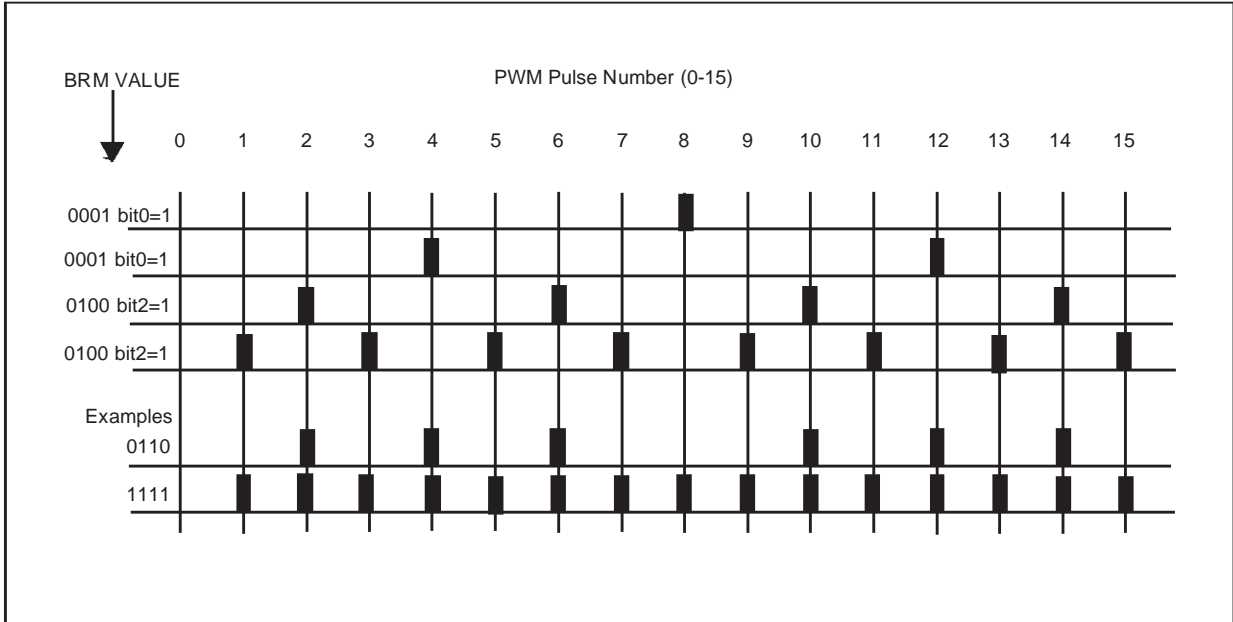 BRM VALUE
PWM Pulse Number (0-15)
0 1 2 3 4 5 6 7 8 9 10 11 12 13 14 15
0001 bit0=1
0001 bit0=1
0100 bit2=1
0100 bit2=1
Examples
0110
1111